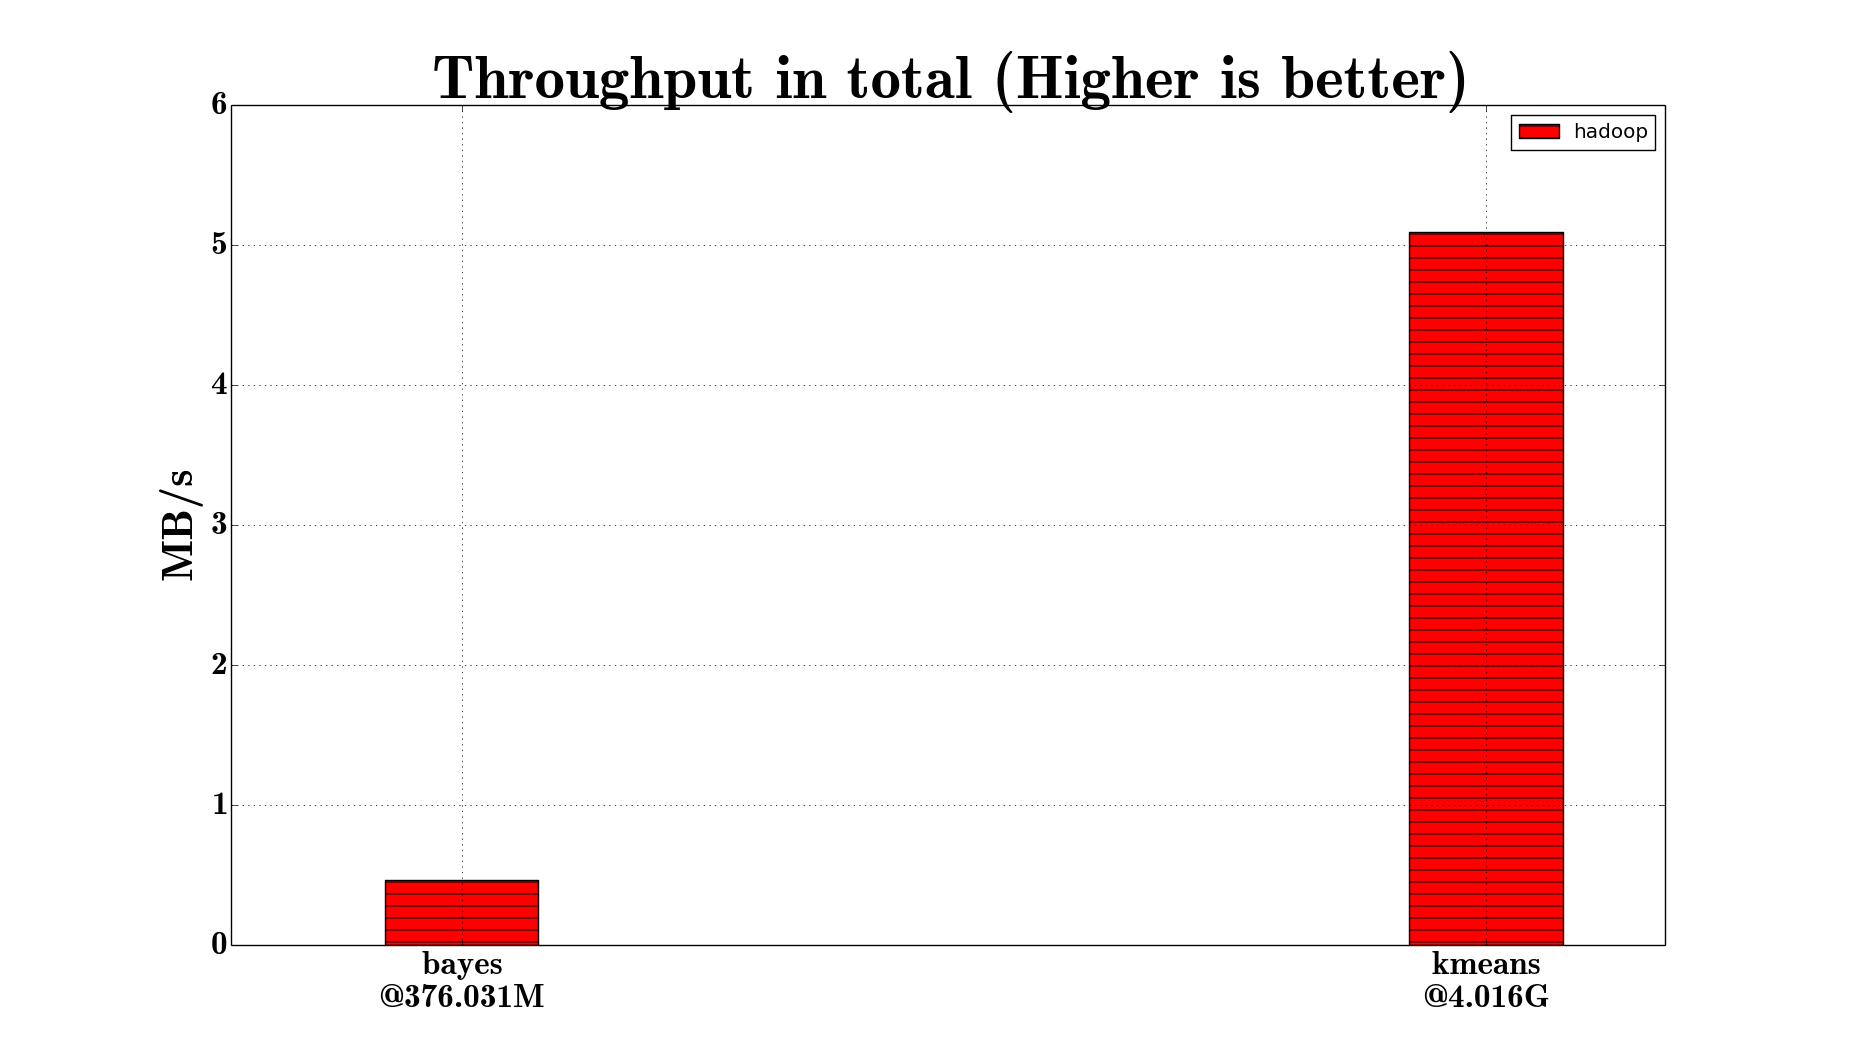 Throughput in total (Higher is better)
hadoop
MB/s
6
5
4
3
2
1
0
bayes
@376.031M
kmeans
@4.016G